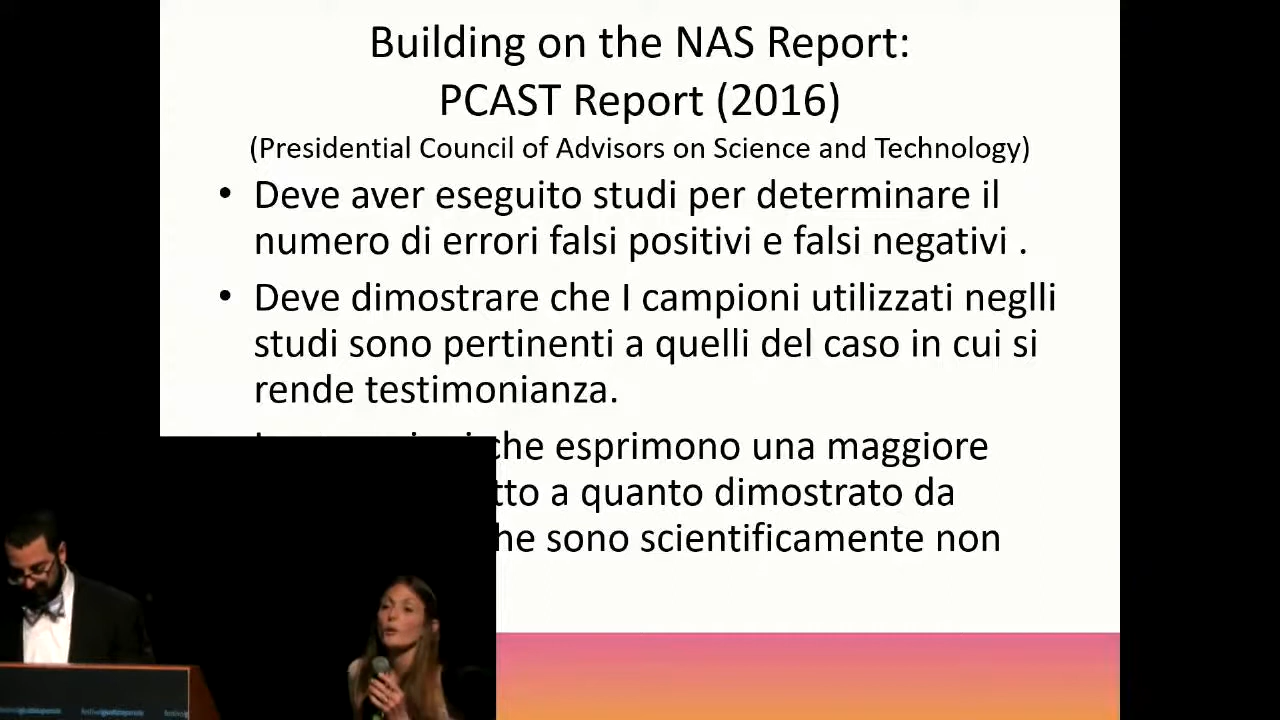 Building on the NAS Report:
PCAST Report (2016)
(Presidential Council of Advisors on Science and Technology)
• Deve aver eseguito studi per determinare il
numero di errori falsi positivi e falsi negativi .
• Deve dimostrare che I campioni utilizzati neglli
studi sono pertinenti a quelli del caso in cui si
rende testimonianza.
che esprimono una maggiore
a quanto dimostrato da
sono scientificamente non